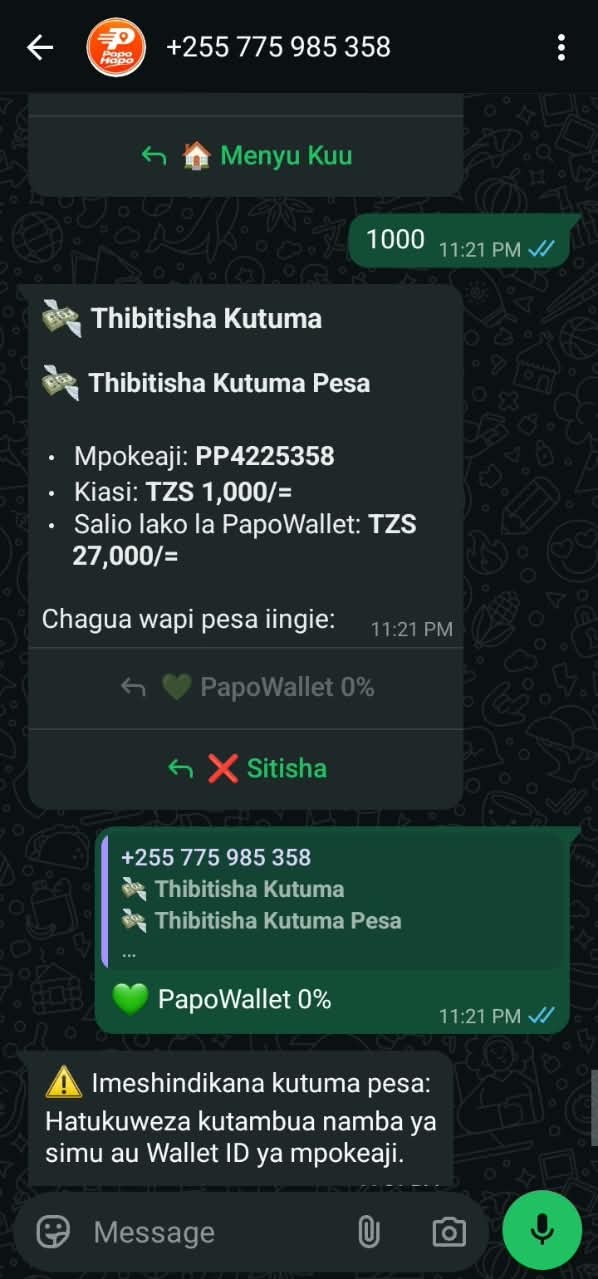 +255 775 985 358
Papo
Hapo
🏠 Menyu Kuu
1000 11:21 PM
💸 Thibitisha Kutuma
💸 Thibitisha Kutuma Pesa
• Mpokeaji: PP4225358
• Kiasi: TZS 1,000/=
• Salio lako la PapoWallet: TZS
27,000/=
Chagua wapi pesa iingie: 11:21 PM
💚 PapoWallet 0%
❌ Sitisha
+255 775 985 358
💸 Thibitisha Kutuma
💸 Thibitisha Kutuma Pesa
...
💚 PapoWallet 0%
11:21 PM
⚠️ Imeshindikana kutuma pesa:
Hatukuweza kutambua namba ya
simu au Wallet ID ya mpokeaji.
Message